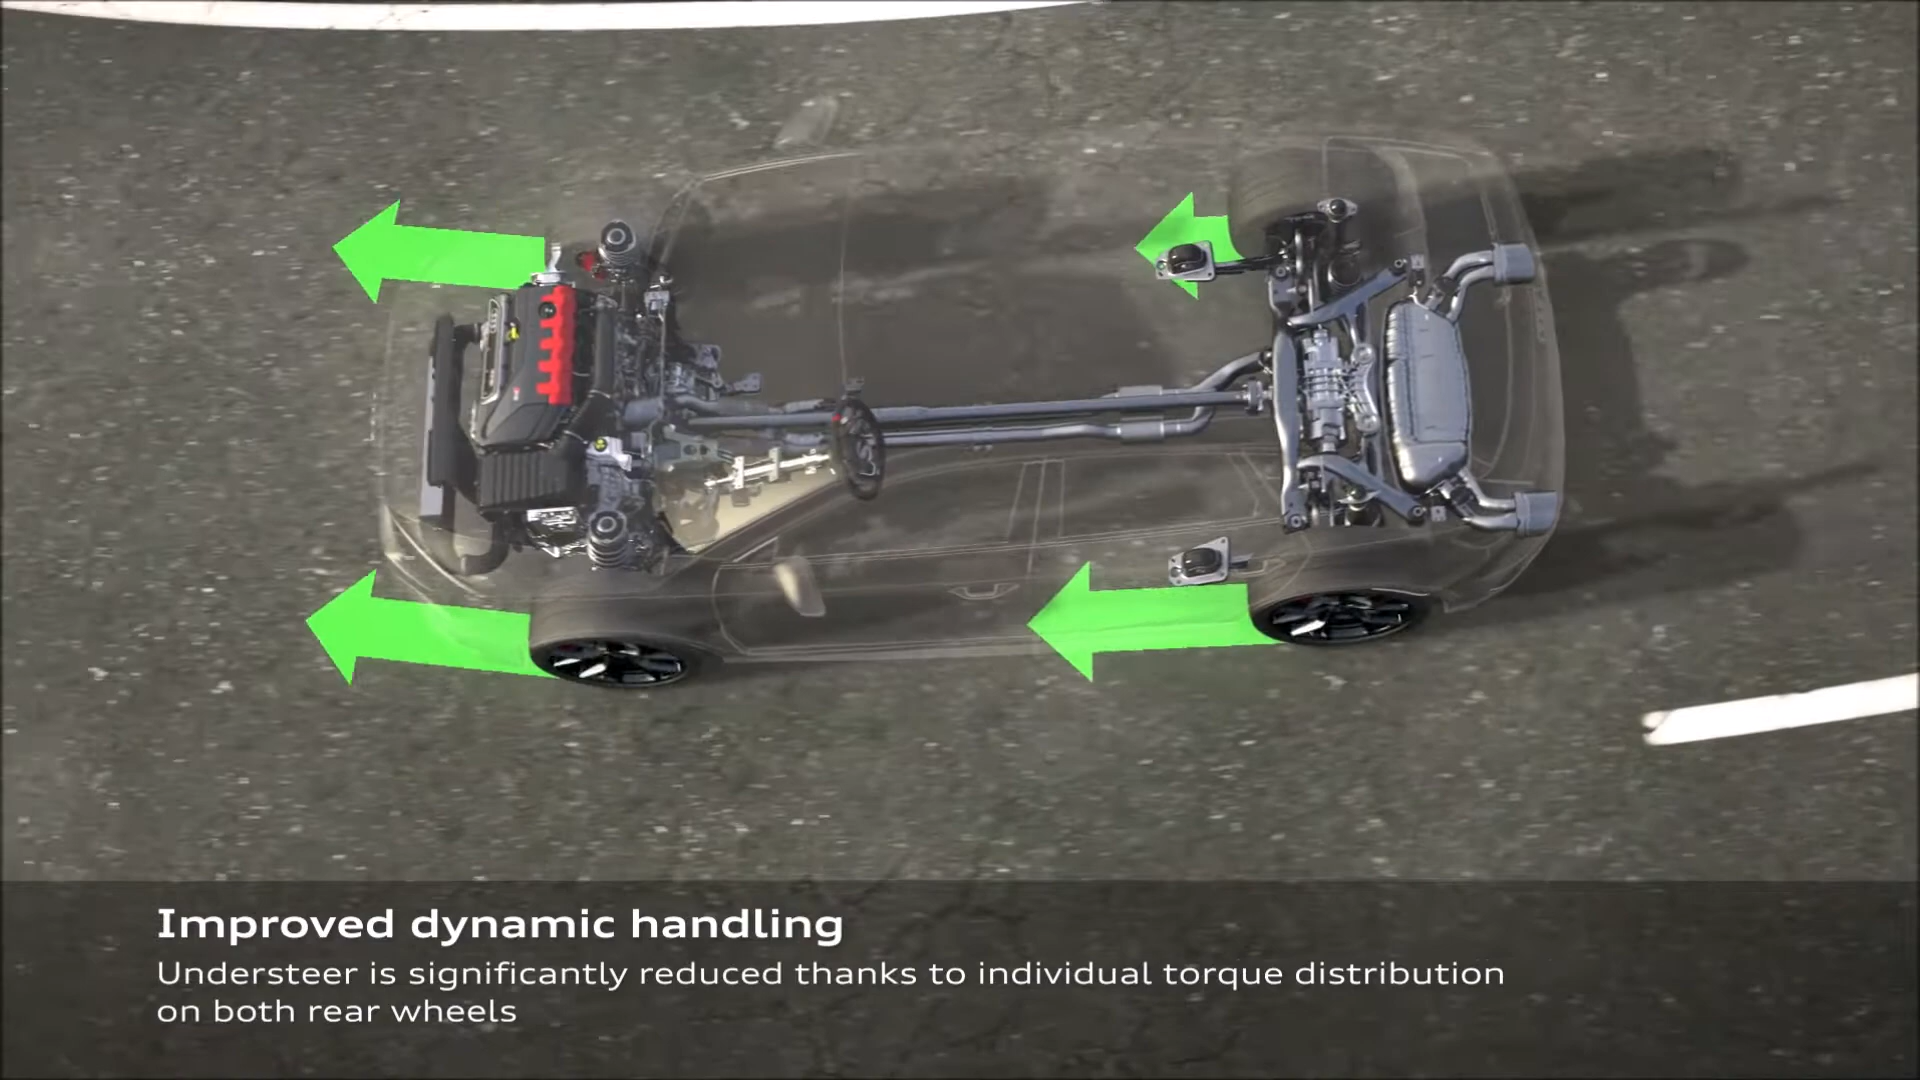 Improved dynamic handling
Understeer is significantly reduced thanks to individual torque distribution
on both rear wheels